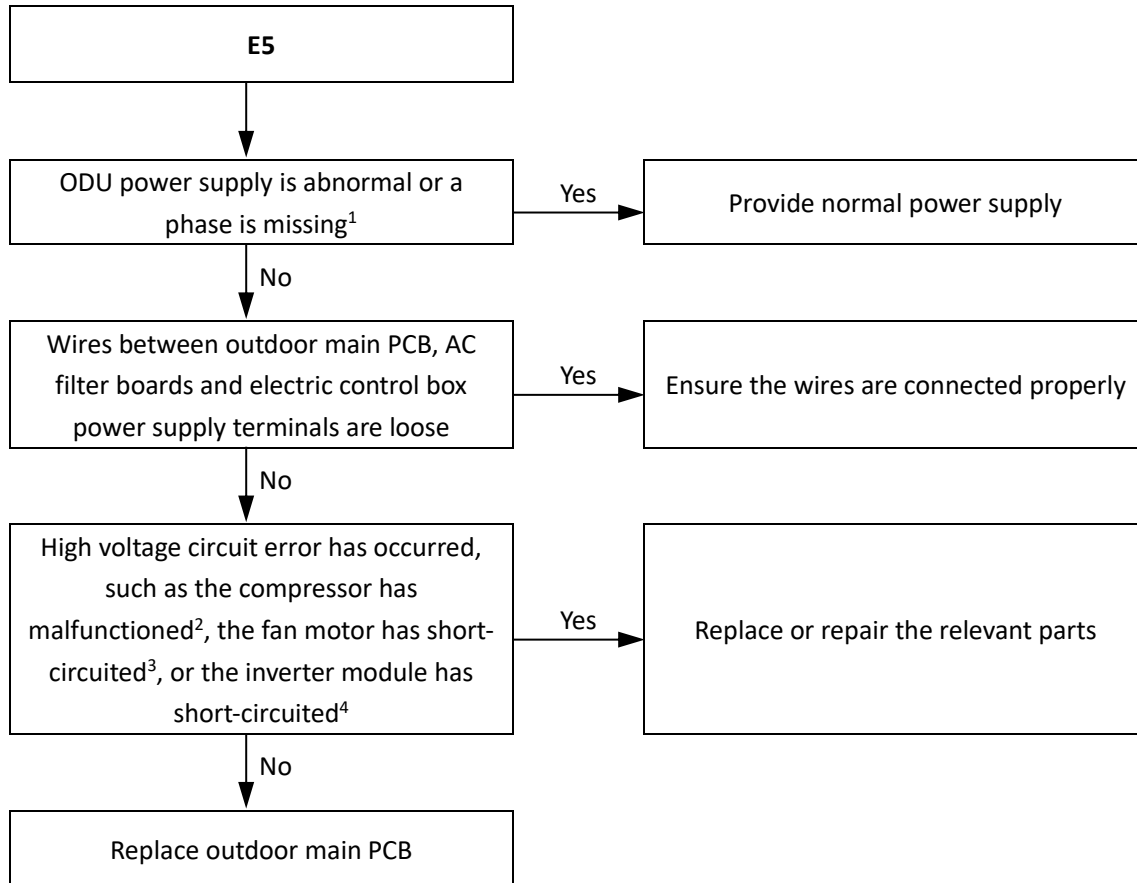 E5
ODU power supply is abnormal or a
phase is missing¹
Yes
Provide normal power supply
No
Wires between outdoor main PCB, AC
filter boards and electric control box
power supply terminals are loose
Yes
Ensure the wires are connected properly
No
High voltage circuit error has occurred,
such as the compressor has
malfunctioned², the fan motor has short-
circuited³, or the inverter module has
short-circuited⁴
Yes
Replace or repair the relevant parts
No
Replace outdoor main PCB